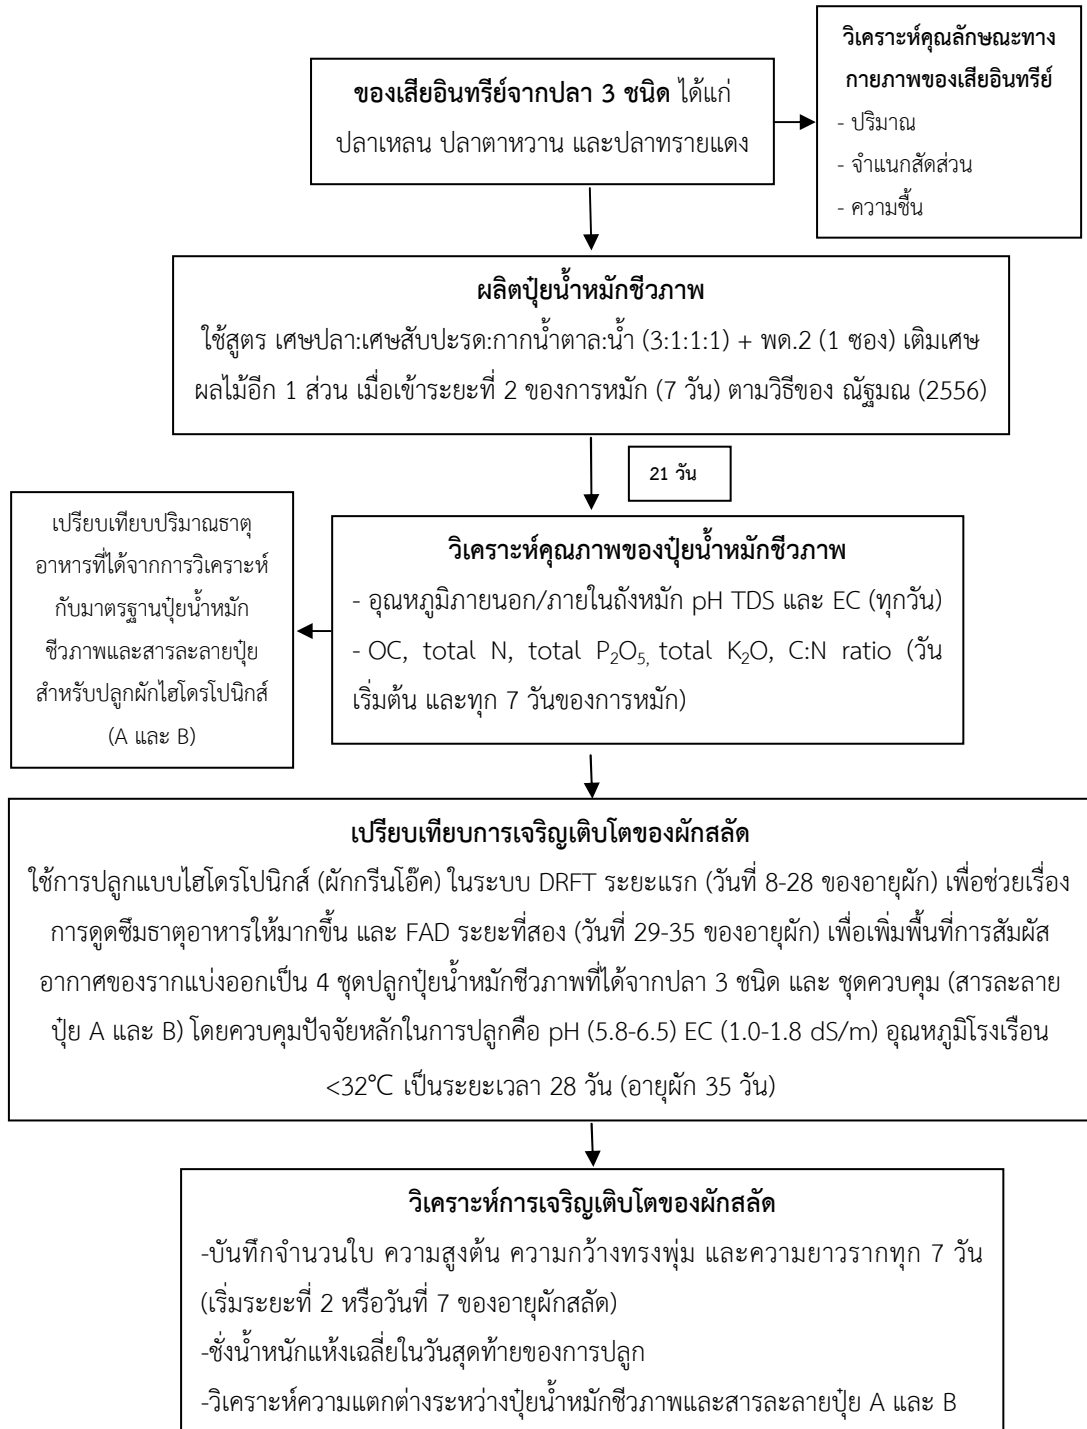 ของเสียอินทรีย์จากปลา 3 ชนิด ได้แก่
ปลาเหลน ปลาตาหวาน และปลาทรายแดง
วิเคราะห์คุณลักษณะทาง
กายภาพของเสียอินทรีย์
- ปริมาณ
- จำแนกสัดส่วน
- ความชื้น
ผลิตปุ๋ยน้ำหมักชีวภาพ
ใช้สูตร เศษปลา:เศษสับปะรด:กากน้ำตาล:น้ำ (3:1:1:1) + พด.2 (1 ซอง) เติมเศษ
ผลไม้อีก 1 ส่วน เมื่อเข้าระยะที่ 2 ของการหมัก (7 วัน) ตามวิธีของ ณัฐมณ (2556)
21 วัน
เปรียบเทียบปริมาณธาตุ
อาหารที่ได้จากการวิเคราะห์
กับมาตรฐานปุ๋ยน้ำหมัก
ชีวภาพและสารละลายปุ๋ย
สำหรับปลูกผักไฮโดรโปนิกส์
(A และ B)
วิเคราะห์คุณภาพของปุ๋ยน้ำหมักชีวภาพ
- อุณหภูมิภายนอก/ภายในถังหมัก pH TDS และ EC (ทุกวัน)
- OC, total N, total P₂O₅, total K₂O, C:N ratio (วัน
เริ่มต้น และทุก 7 วันของการหมัก)
เปรียบเทียบการเจริญเติบโตของผักสลัด
ใช้การปลูกแบบไฮโดรโปนิกส์ (ผักกรีนโอ๊ค) ในระบบ DRFT ระยะแรก (วันที่ 8-28 ของอายุผัก) เพื่อช่วยเรื่อง
การดูดซึมธาตุอาหารให้มากขึ้น และ FAD ระยะที่สอง (วันที่ 29-35 ของอายุผัก) เพื่อเพิ่มพื้นที่การสัมผัส
อากาศของรากแบ่งออกเป็น 4 ชุดปลูกปุ๋ยน้ำหมักชีวภาพที่ได้จากปลา 3 ชนิด และ ชุดควบคุม (สารละลาย
ปุ๋ย A และ B) โดยควบคุมปัจจัยหลักในการปลูกคือ pH (5.8-6.5) EC (1.0-1.8 dS/m) อุณหภูมิโรงเรือน
<32°C เป็นระยะเวลา 28 วัน (อายุผัก 35 วัน)
วิเคราะห์การเจริญเติบโตของผักสลัด
-บันทึกจำนวนใบ ความสูงต้น ความกว้างทรงพุ่ม และความยาวรากทุก 7 วัน
(เริ่มระยะที่ 2 หรือวันที่ 7 ของอายุผักสลัด)
-ชั่งน้ำหนักแห้งเฉลี่ยในวันสุดท้ายของการปลูก
-วิเคราะห์ความแตกต่างระหว่างปุ๋ยน้ำหมักชีวภาพและสารละลายปุ๋ย A และ B